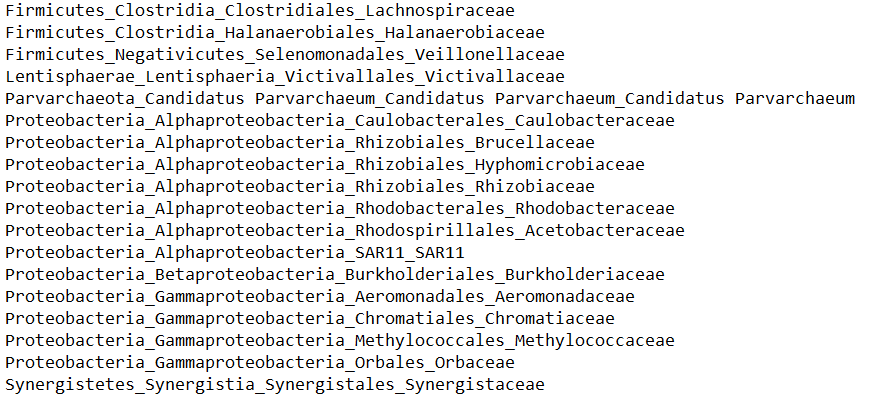 Firmicutes_Clostridia_Clostridiales_Lachnospiraceae
Firmicutes_Clostridia_Halanaerobiales_Halanaerobiaceae
Firmicutes_Negativicutes_Selenomonadales_Veillonellaceae
Lentisphaerae_Lentisphaeria_Victivallales_Victivallaceae
Parvarchaeota_Candidatus Parvarchaeum_Candidatus Parvarchaeum_Candidatus Parvarchaeum
Proteobacteria_Alphaproteobacteria_Caulobacterales_Caulobacteraceae
Proteobacteria_Alphaproteobacteria_Rhizobiales_Brucellaceae
Proteobacteria_Alphaproteobacteria_Rhizobiales_Hyphomicrobiaceae
Proteobacteria_Alphaproteobacteria_Rhizobiales_Rhizobiaceae
Proteobacteria_Alphaproteobacteria_Rhodobacterales_Rhodobacteraceae
Proteobacteria_Alphaproteobacteria_Rhodospirillales_Acetobacteraceae
Proteobacteria_Alphaproteobacteria_SAR11_SAR11
Proteobacteria_Betaproteobacteria_Burkholderiales_Burkholderiaceae
Proteobacteria_Gammaproteobacteria_Aeromonadales_Aeromonadaceae
Proteobacteria_Gammaproteobacteria_Chromatiales_Chromatiaceae
Proteobacteria_Gammaproteobacteria_Methylococcales_Methylococcaceae
Proteobacteria_Gammaproteobacteria_Orbales_Orbaceae
Synergistetes_Synergistia_Synergistales_Synergistaceae